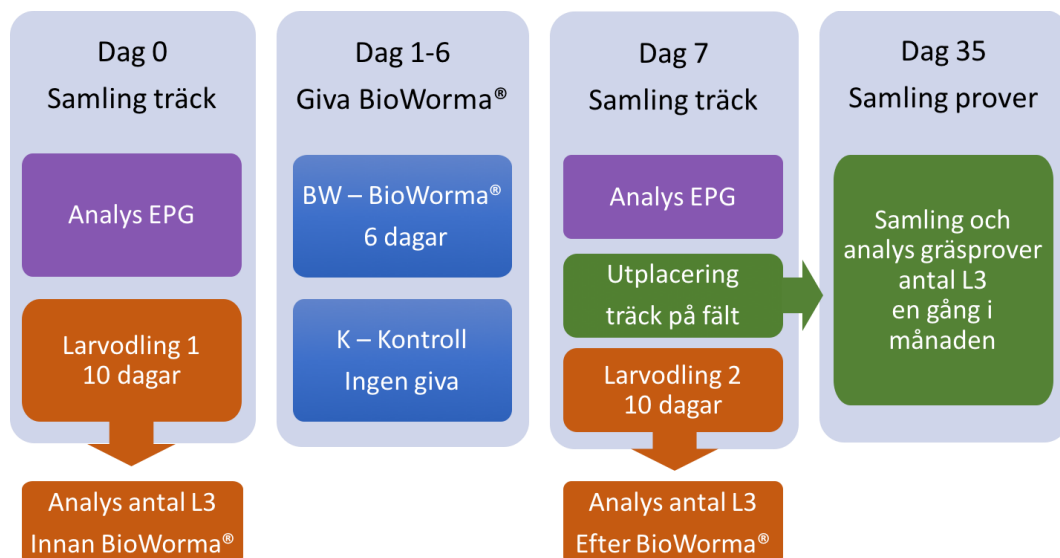 Dag 0
Samling träck
Analys EPG
Larvodling 1
10 dagar
Analys antal L3
Innan BioWorma®
Dag 1-6
Giva BioWorma®
BW – BioWorma®
6 dagar
K – Kontroll
Ingen giva
Dag 7
Samling träck
Analys EPG
Utplacering
träck på fält
Larvodling 2
10 dagar
Analys antal L3
Efter BioWorma®
Dag 35
Samling prover
Samling och
analys gräsprover
antal L3
en gång i
månaden